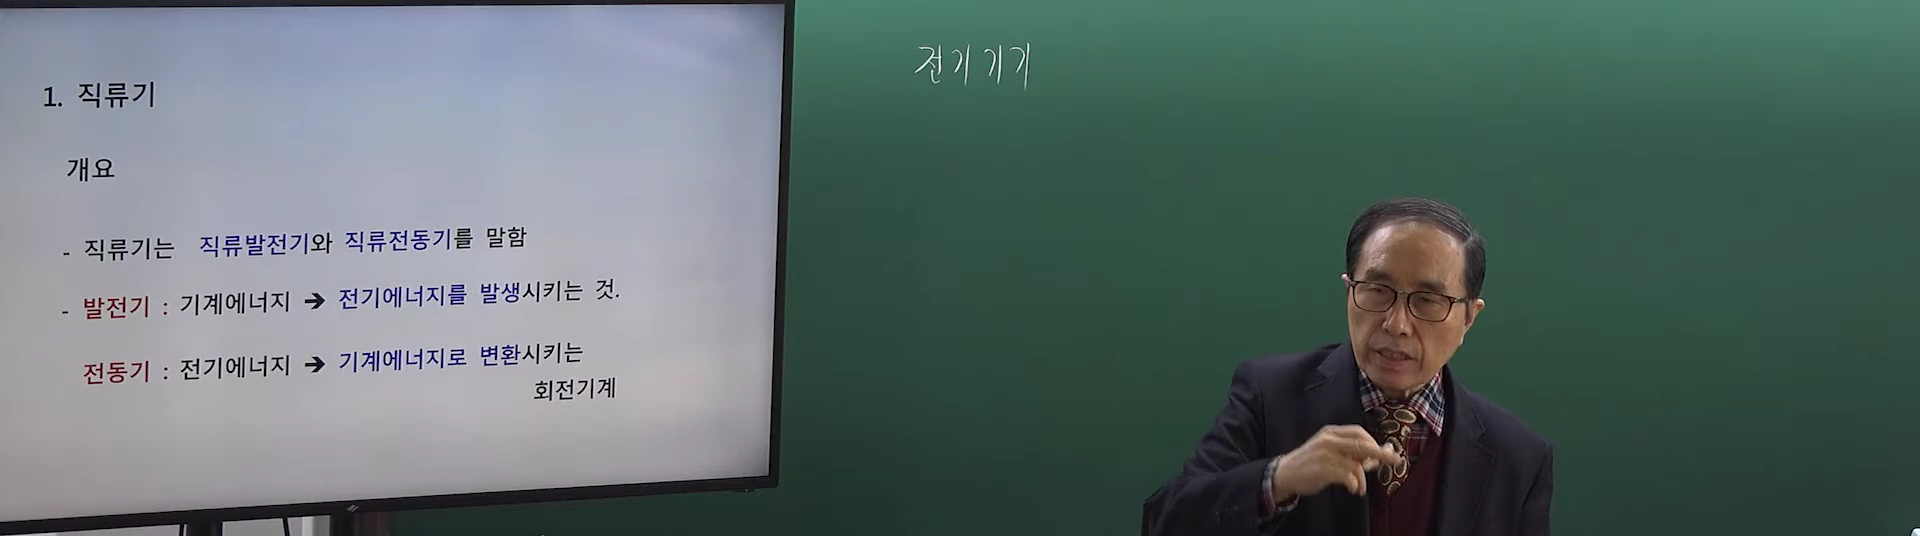 1. 직류기
개요
- 직류기는 직류발전기와 직류전동기를 말함
- 발전기 : 기계에너지 ➔ 전기에너지를 발생시키는 것.
전동기 : 전기에너지 ➔ 기계에너지로 변환시키는
회전기계
전기기기